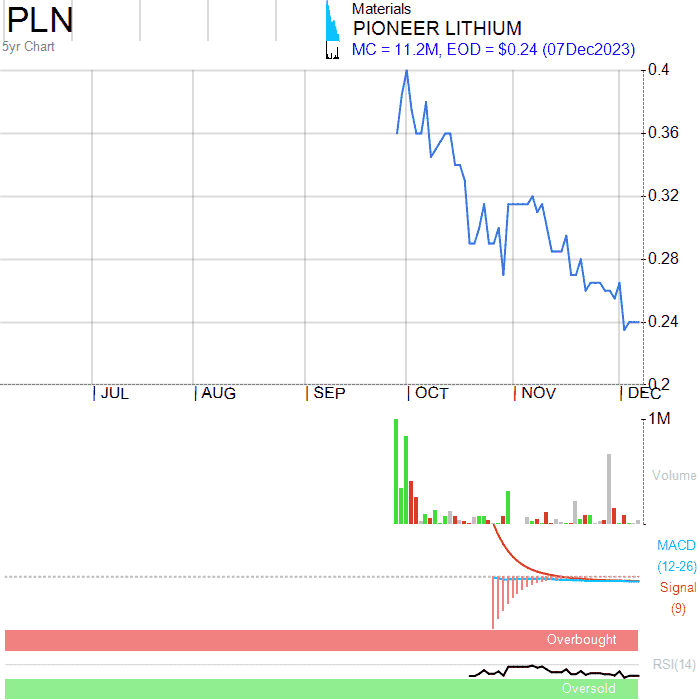 PLN
5yr Chart
Materials
PIONEER LITHIUM
MC = 11.2M, EOD = $0.24 (07Dec2023)
0.4
0.36
0.32
0.28
0.24
0.2
JUL AUG SEP OCT NOV DEC
1M
Volume
MACD
(12-26)
Signal
(9)
Overbought
RSI(14)
Oversold